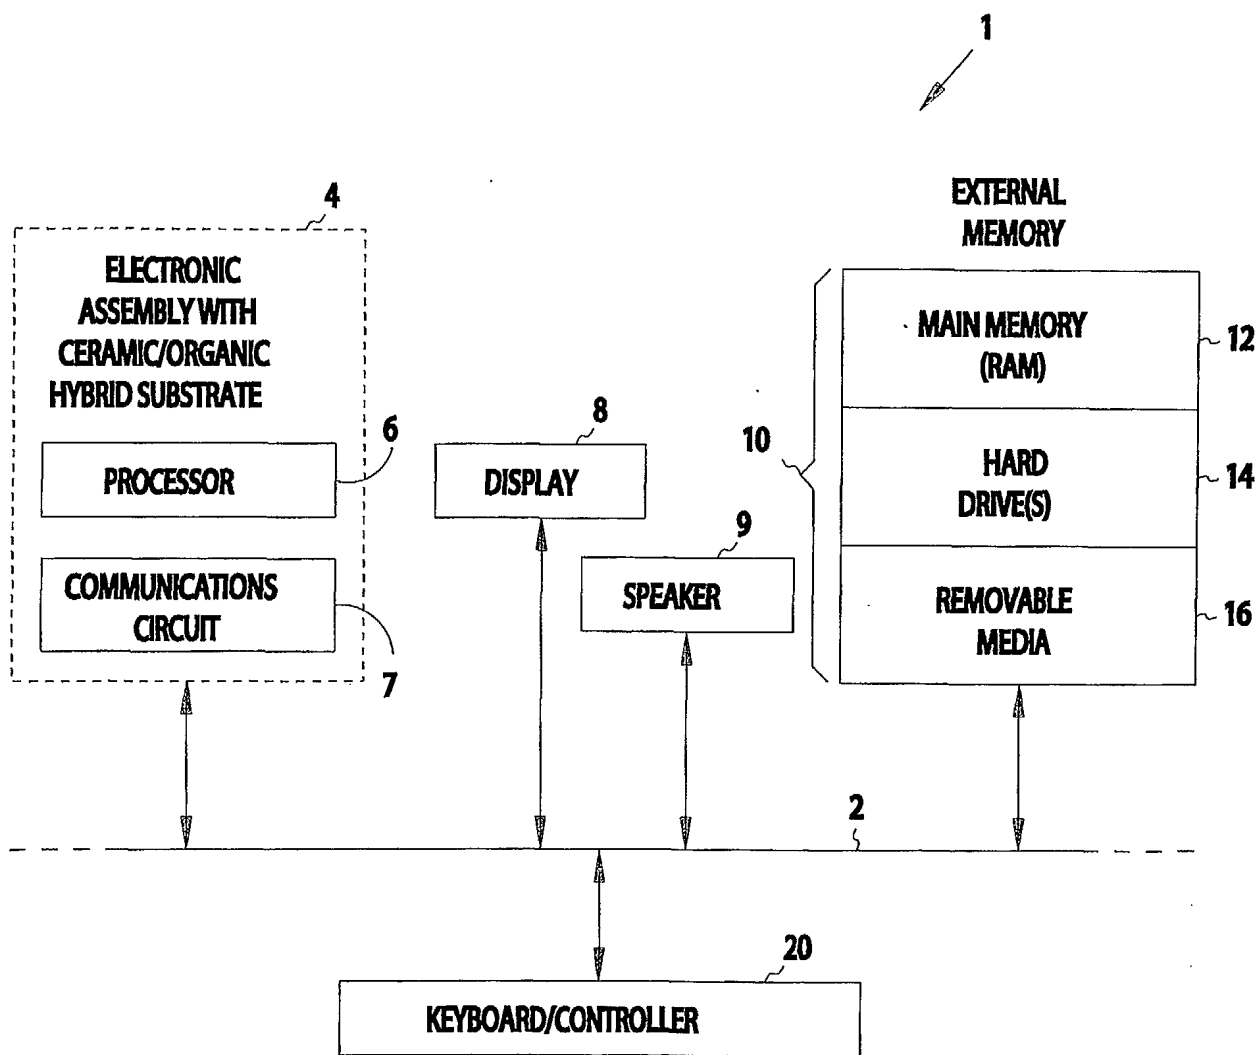 1
4
ELECTRONIC
ASSEMBLY WITH
CERAMIC/ORGANIC
HYBRID SUBSTRATE
6
PROCESSOR
COMMUNICATIONS
CIRCUIT
7
8
DISPLAY
9
SPEAKER
EXTERNAL
MEMORY
10
MAIN MEMORY
(RAM)
12
HARD
DRIVE(S)
14
REMOVABLE
MEDIA
16
2
20
KEYBOARD/CONTROLLER